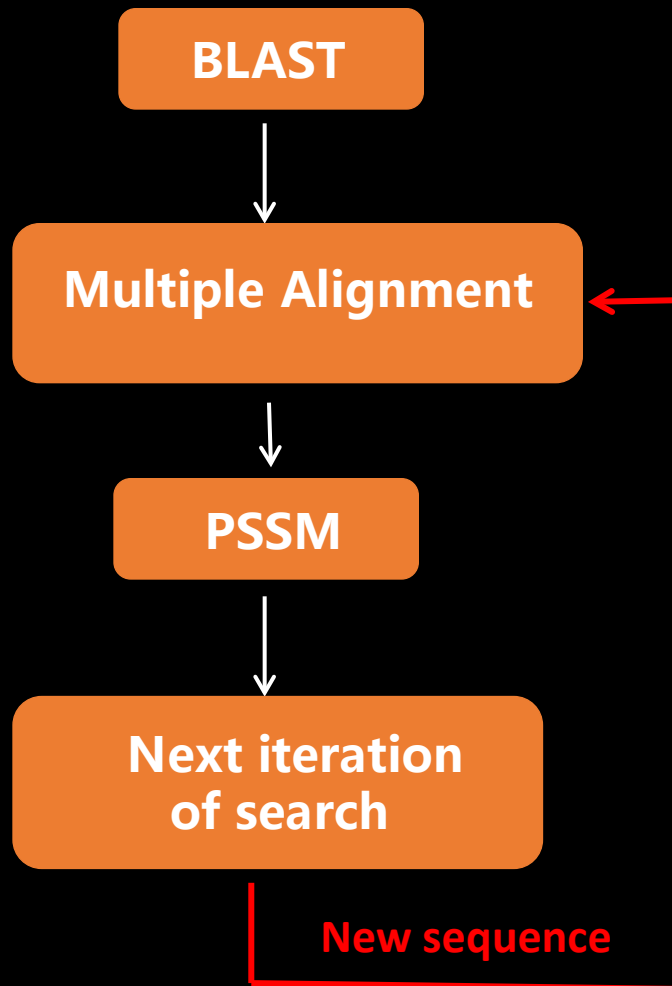 BLAST
Multiple Alignment
PSSM
Next iteration
of search
New sequence